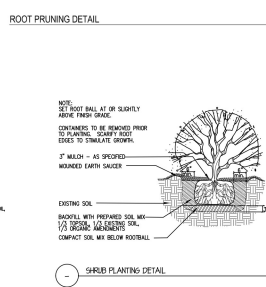 ROOT PRUNING DETAIL
NOTE:
SET ROOT BALL AT OR SLIGHTLY
ABOVE FINISH GRADE.
CONTAINERS TO BE REMOVED PRIOR
TO PLANTING. SCARIFY ROOT
EDGES TO STIMULATE GROWTH.
3" MULCH - AS SPECIFIED
WOUNDED EARTH SAUCER
EXISTING SOIL
BACKFILL WITH PREPARED SOIL MIX-
1/3 TOPSOIL, 1/3 EXISTING SOIL,
1/3 ORGANIC AMENDMENTS
COMPACT SOIL MIX BELOW ROOTBALL
- SHRUB PLANTING DETAIL